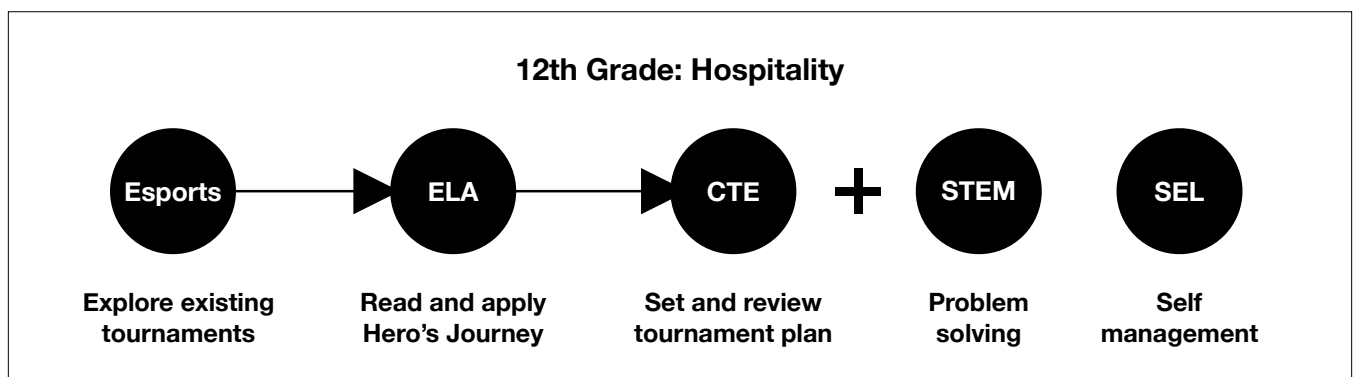 12th Grade: Hospitality
Esports
ELA
CTE
+
STEM
SEL
Explore existing
tournaments
Read and apply
Hero’s Journey
Set and review
tournament plan
Problem
solving
Self
management